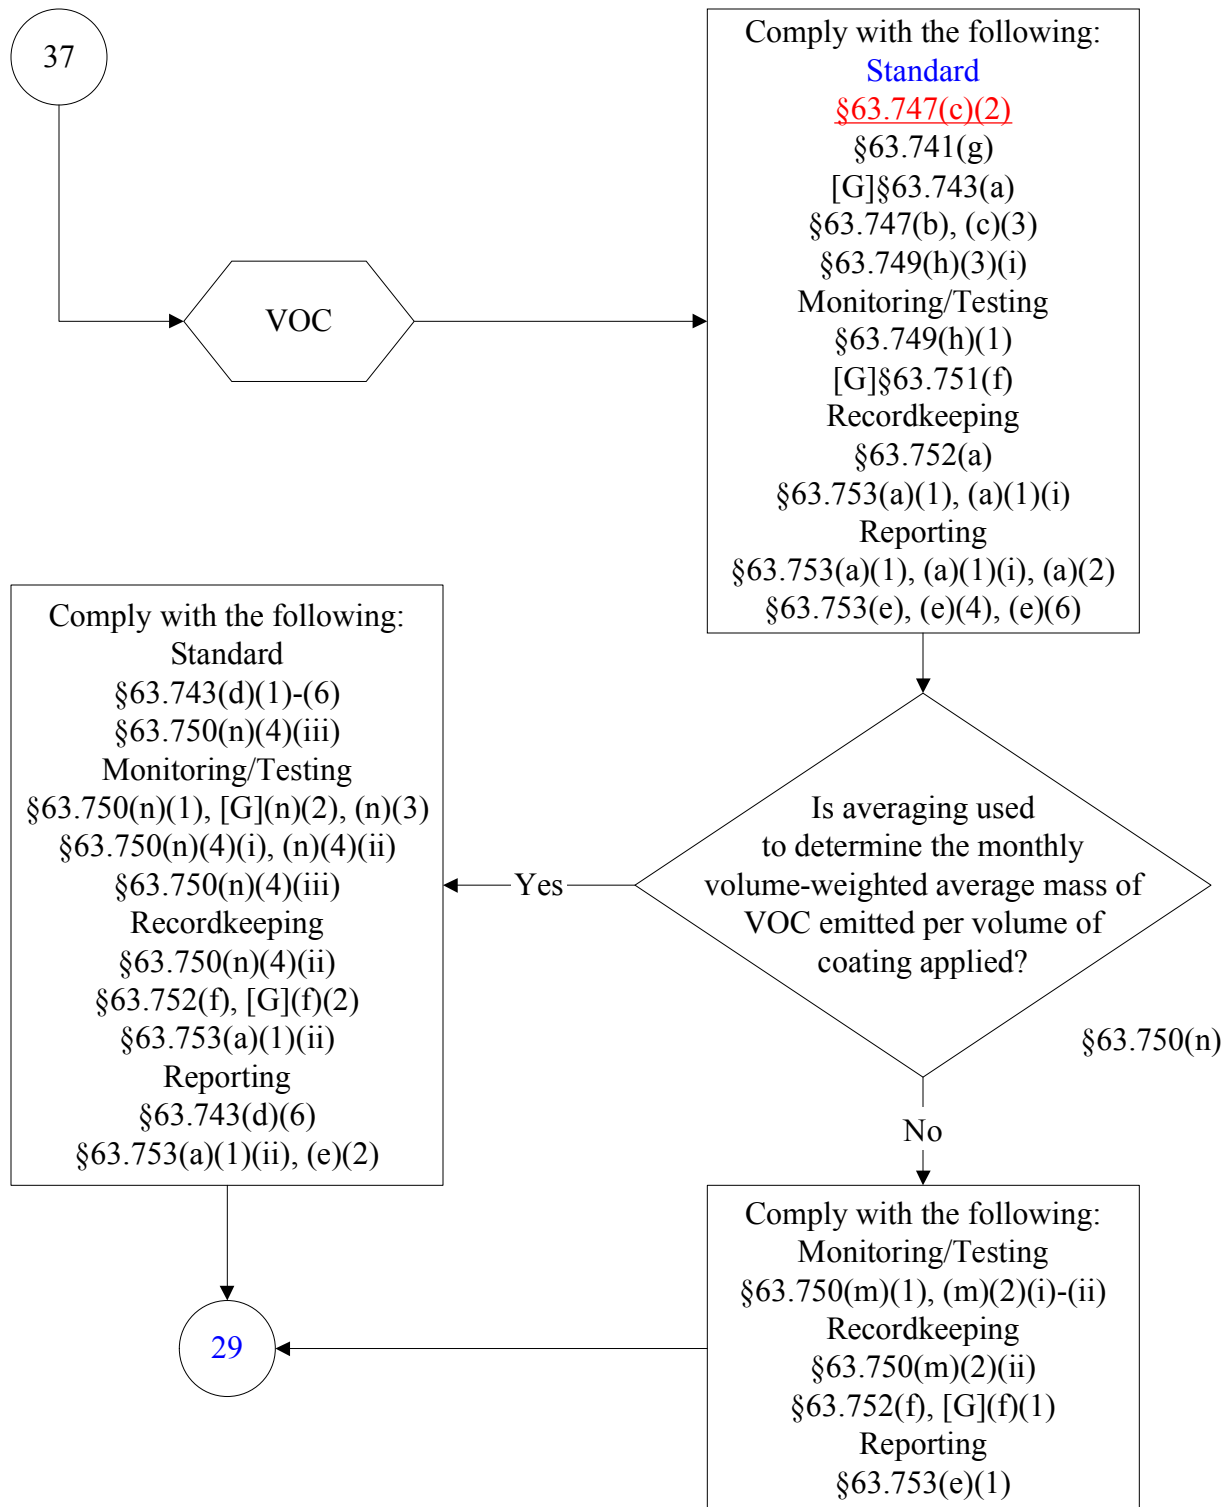 37
VOC
Comply with the following:
Standard
§63.747(c)(2)
§63.741(g)
[G]§63.743(a)
§63.747(b), (c)(3)
§63.749(h)(3)(i)
Monitoring/Testing
§63.749(h)(1)
[G]§63.751(f)
Recordkeeping
§63.752(a)
§63.753(a)(1), (a)(1)(i)
Reporting
§63.753(a)(1), (a)(1)(i), (a)(2)
§63.753(e), (e)(4), (e)(6)
Is averaging used
to determine the monthly
volume-weighted average mass of
VOC emitted per volume of
coating applied?
§63.750(n)
Yes
Comply with the following:
Standard
§63.743(d)(1)-(6)
§63.750(n)(4)(iii)
Monitoring/Testing
§63.750(n)(1), [G](n)(2), (n)(3)
§63.750(n)(4)(i), (n)(4)(ii)
§63.750(n)(4)(iii)
Recordkeeping
§63.750(n)(4)(ii)
§63.752(f), [G](f)(2)
§63.753(a)(1)(ii)
Reporting
§63.743(d)(6)
§63.753(a)(1)(ii), (e)(2)
No
Comply with the following:
Monitoring/Testing
§63.750(m)(1), (m)(2)(i)-(ii)
Recordkeeping
§63.750(m)(2)(ii)
§63.752(f), [G](f)(1)
Reporting
§63.753(e)(1)
29